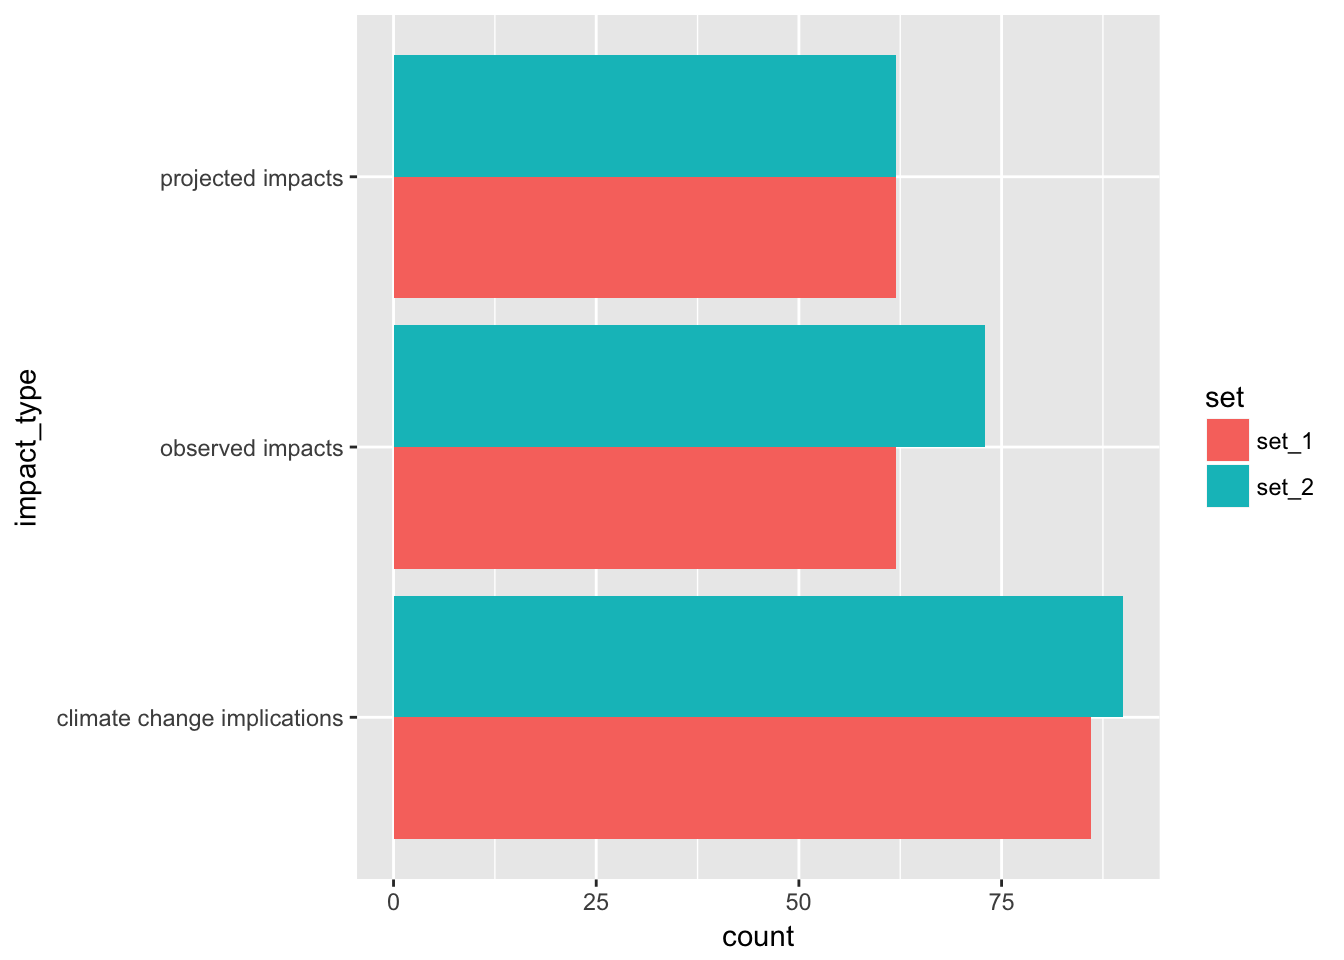 impact_type
projected impacts
observed impacts
climate change implications
0 25 50 75
count
set
set_1
set_2